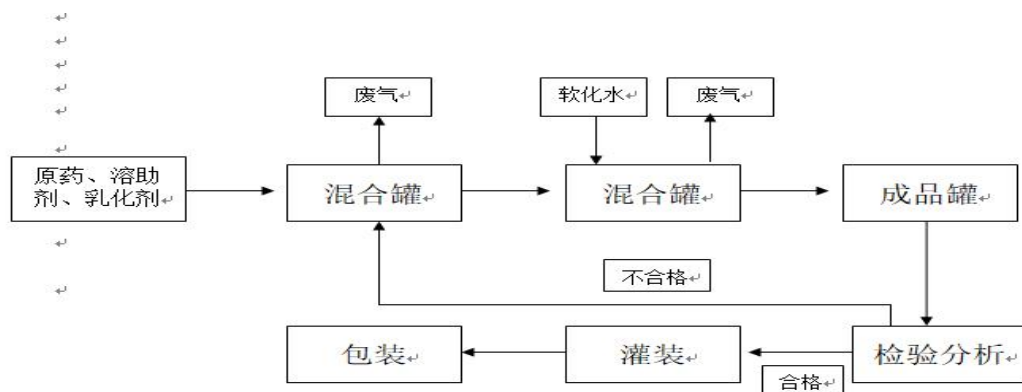 废气
软化水
废气
原药、溶助
剂、乳化剂
混合罐
混合罐
成品罐
不合格
包装
灌装
检验分析
合格